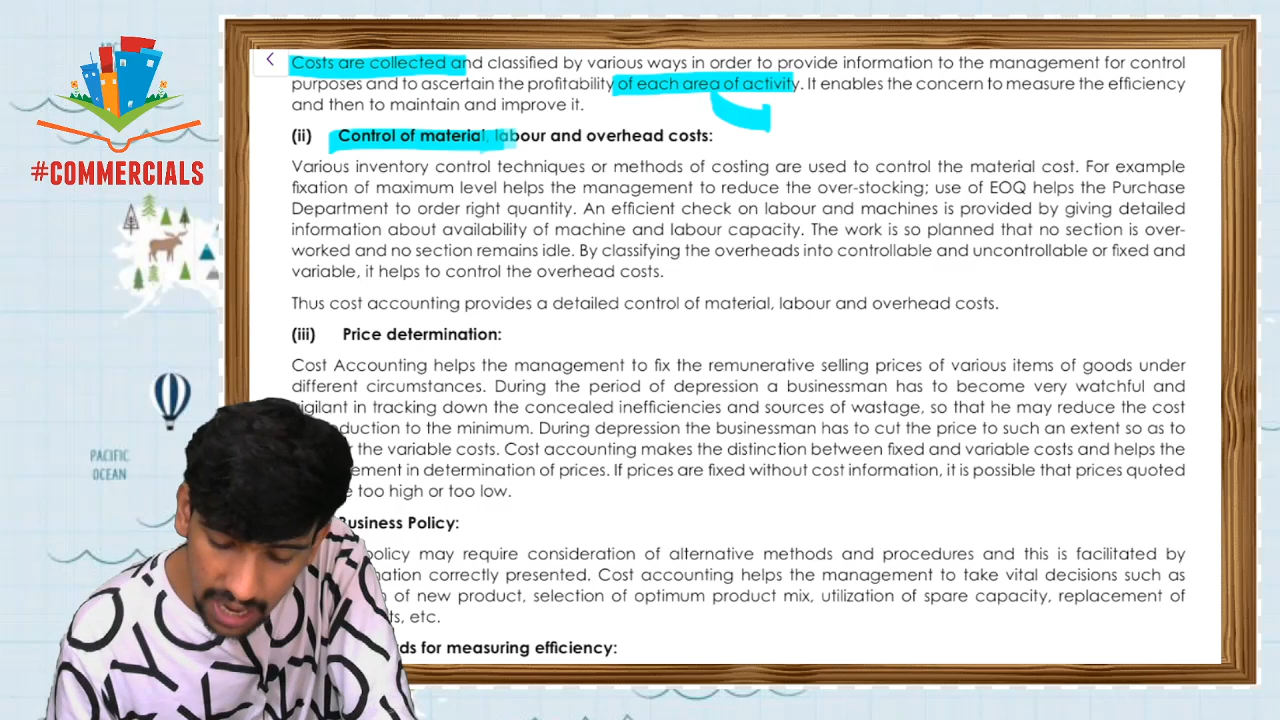 #COMMERCIALS
PACIFIC
OCEAN
Costs are collected and classified by various ways in order to provide information to the management for control
purposes and to ascertain the profitability of each area of activity. It enables the concern to measure the efficiency
and then to maintain and improve it.
(ii) Control of material, labour and overhead costs:
Various inventory control techniques or methods of costing are used to control the material cost. For example
fixation of maximum level helps the management to reduce the over-stocking; use of EOQ helps the Purchase
Department to order right quantity. An efficient check on labour and machines is provided by giving detailed
information about availability of machine and labour capacity. The work is so planned that no section is over-
worked and no section remains idle. By classifying the overheads into controllable and uncontrollable or fixed and
variable, it helps to control the overhead costs.
Thus cost accounting provides a detailed control of material, labour and overhead costs.
(iii) Price determination:
Cost Accounting helps the management to fix the remunerative selling prices of various items of goods under
different circumstances. During the period of depression a businessman has to become very watchful and
vigilant in tracking down the concealed inefficiencies and sources of wastage, so that he may reduce the cost
to the minimum. During depression the businessman has to cut the price to such an extent so as to
the variable costs. Cost accounting makes the distinction between fixed and variable costs and helps the
in determination of prices. If prices are fixed without cost information, it is possible that prices quoted
too high or too low.
Business Policy:
policy may require consideration of alternative methods and procedures and this is facilitated by
correctly presented. Cost accounting helps the management to take vital decisions such as
of new product, selection of optimum product mix, utilization of spare capacity, replacement of
etc.
for measuring efficiency: